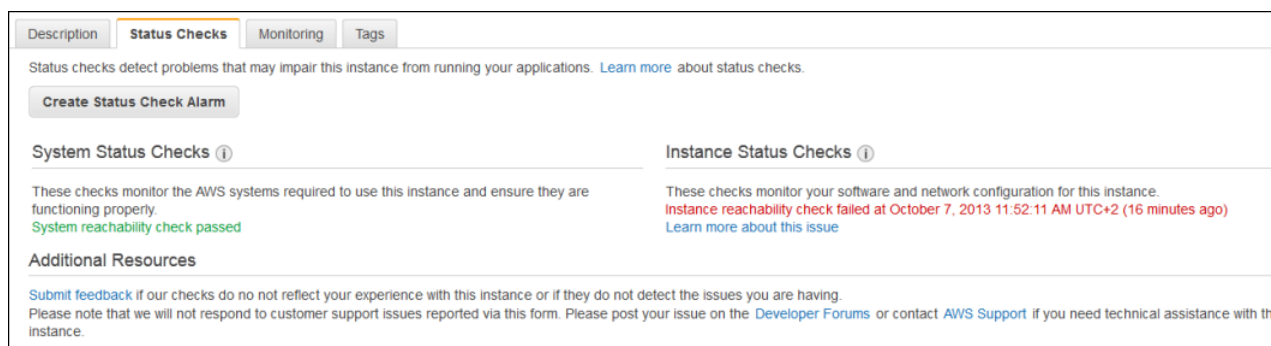 Description Status Checks Monitoring Tags
Status checks detect problems that may impair this instance from running your applications. Learn more about status checks.
Create Status Check Alarm
System Status Checks
These checks monitor the AWS systems required to use this instance and ensure they are
functioning properly.
System reachability check passed
Instance Status Checks
These checks monitor your software and network configuration for this instance.
Instance reachability check failed at October 7, 2013 11:52:11 AM UTC+2 (16 minutes ago)
Learn more about this issue
Additional Resources
Submit feedback if our checks do no not reflect your experience with this instance or if they do not detect the issues you are having.
Please note that we will not respond to customer support issues reported via this form. Please post your issue on the Developer Forums or contact AWS Support if you need technical assistance with th
instance.